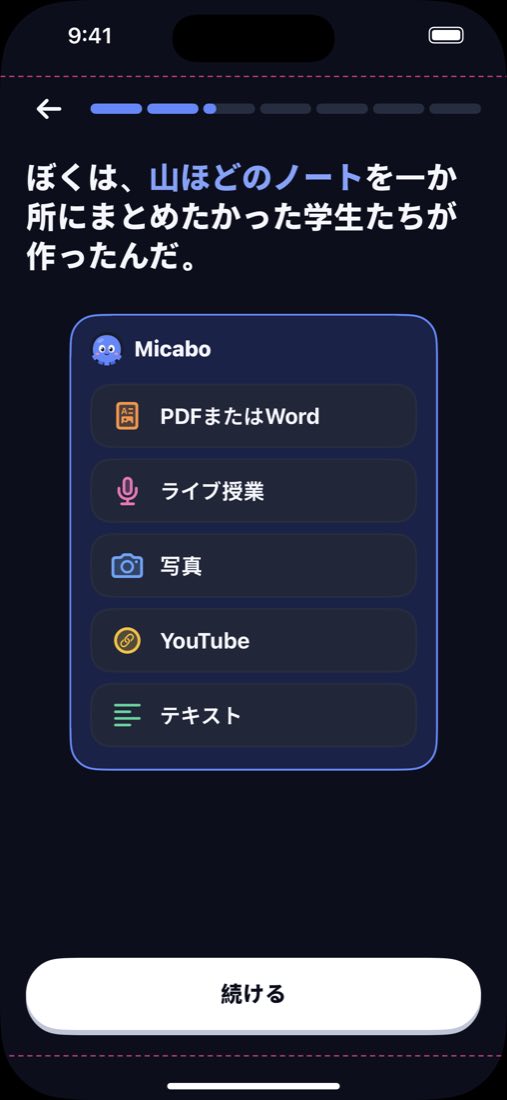 9:41
ぼくは、山ほどのノートを一か
所にまとめたかった学生たちが
作ったんだ。
Micabo
PDFまたはWord
ライブ授業
写真
YouTube
テキスト
続ける